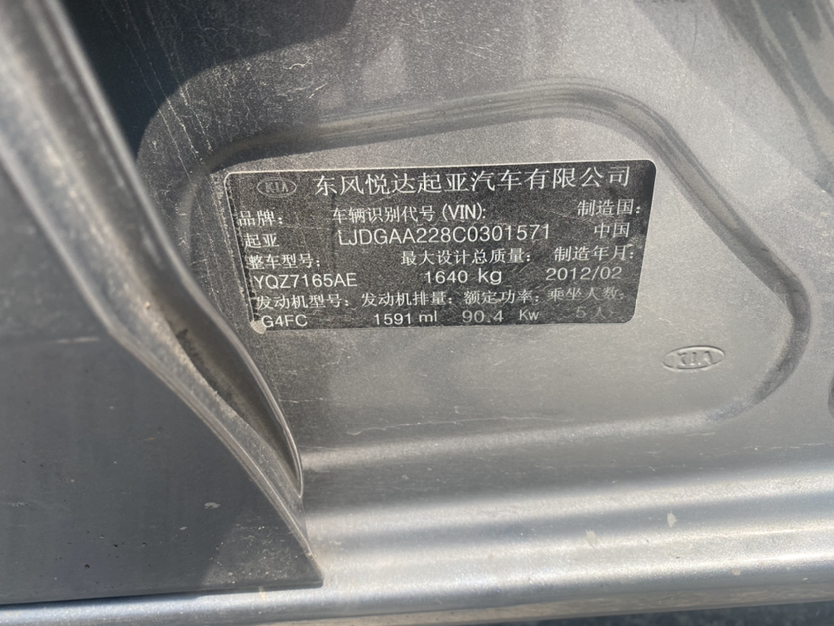 KIA 东风悦达起亚汽车有限公司
品牌： 车辆识别代号 (VIN): 制造国：
起亚 LJDGAA228C0301571 中国
整车型号： 最大设计总质量： 制造年月：
YQZ7165AE 1640 kg 2012/02
发动机型号： 发动机排量： 额定功率： 乘坐人数：
G4FC 1591 ml 90.4 Kw 5 人
KIA